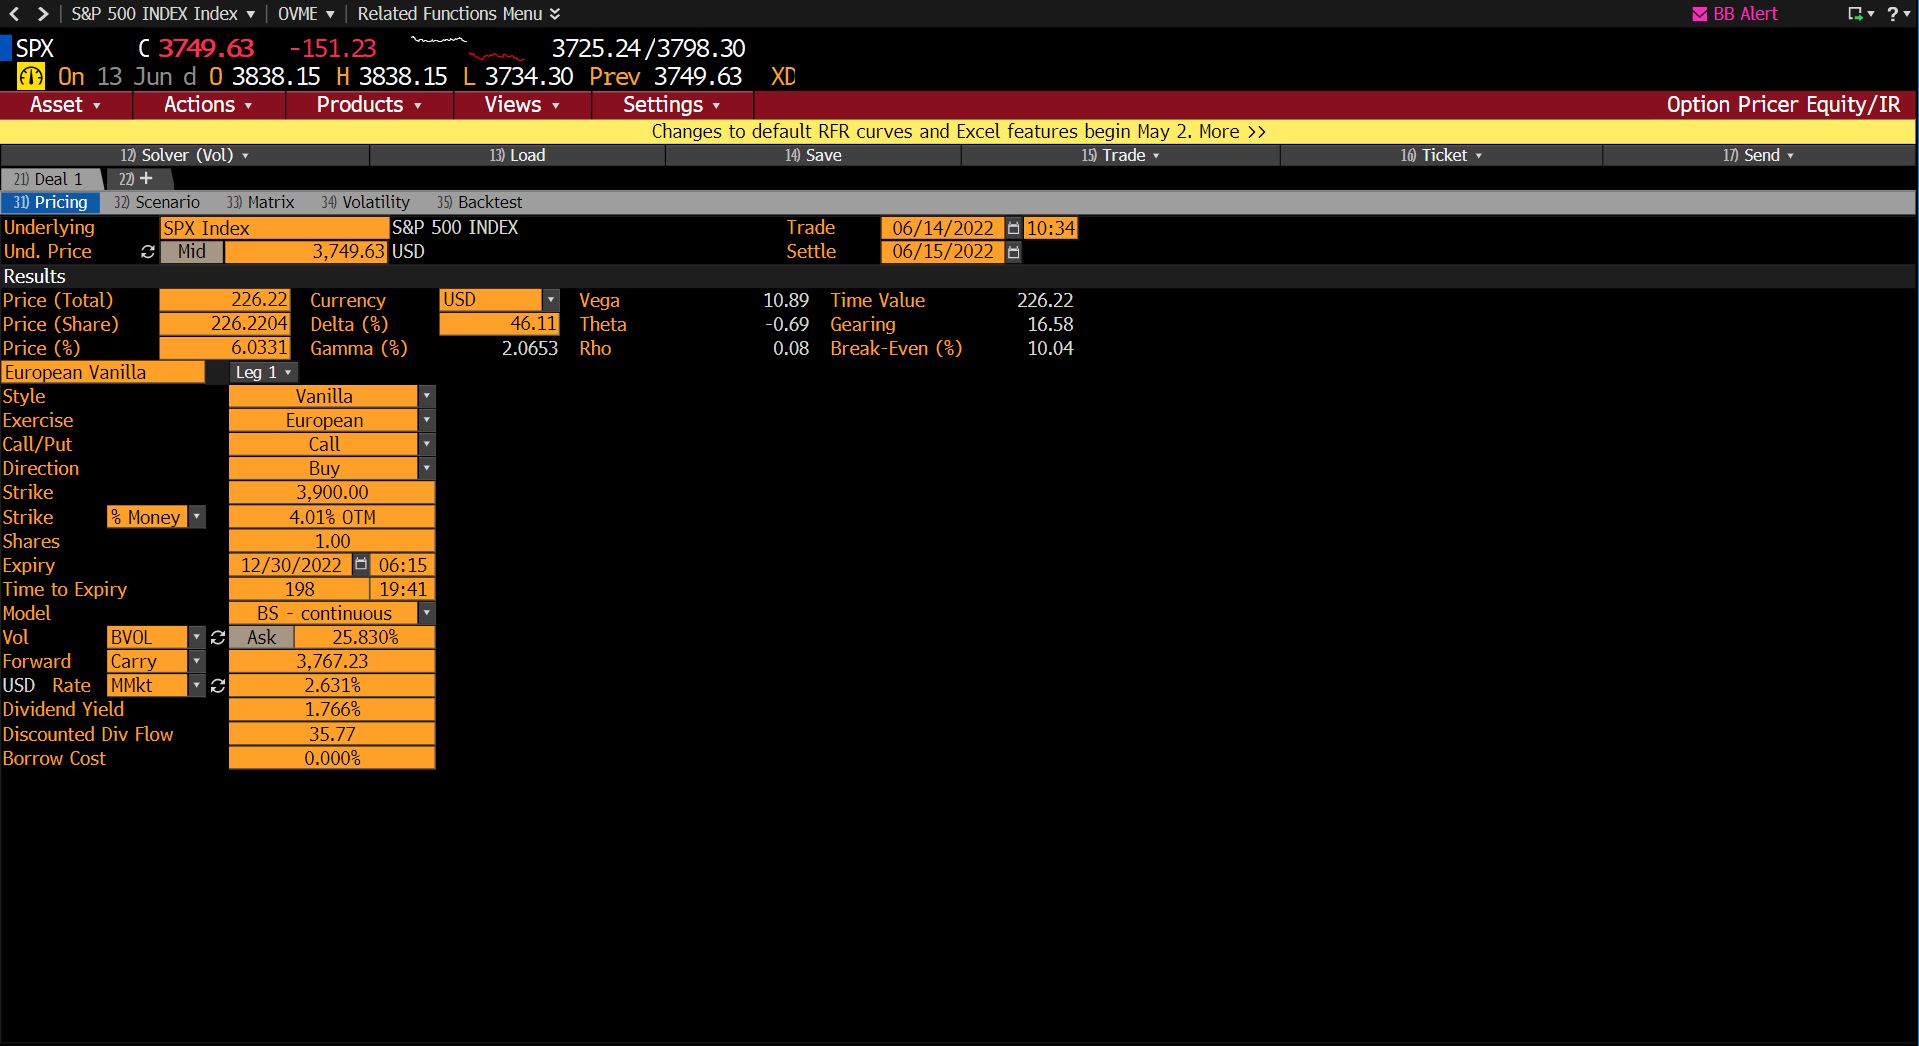 S&P 500 INDEX Index OVME Related Functions Menu BB Alert ?
SPX C 3749.63 -151.23 3725.24/3798.30
On 13 Jun d O 3838.15 H 3838.15 L 3734.30 Prev 3749.63 XD
Asset Actions Products Views Settings Option Pricer Equity/IR
Changes to default RFR curves and Excel features begin May 2. More >>
12) Solver (Vol) 13) Load 14) Save 15) Trade 16) Ticket 17) Send
21) Deal 1 22) +
31) Pricing 32) Scenario 33) Matrix 34) Volatility 35) Backtest
Underlying SPX Index S&P 500 INDEX Trade 06/14/2022 10:34
Und. Price Mid 3,749.63 USD Settle 06/15/2022
Results
Price (Total) 226.22 Currency USD Vega 10.89 Time Value 226.22
Price (Share) 226.2204 Delta (%) 46.11 Theta -0.69 Gearing 16.58
Price (%) 6.0331 Gamma (%) 2.0653 Rho 0.08 Break-Even (%) 10.04
European Vanilla Leg 1
Style Vanilla
Exercise European
Call/Put Call
Direction Buy
Strike 3,900.00
Strike % Money 4.01% OTM
Shares 1.00
Expiry 12/30/2022 06:15
Time to Expiry 198 19:41
Model BS - continuous
Vol BVOL Ask 25.830%
Forward Carry 3,767.23
USD Rate MMkt 2.631%
Dividend Yield 1.766%
Discounted Div Flow 35.77
Borrow Cost 0.000%